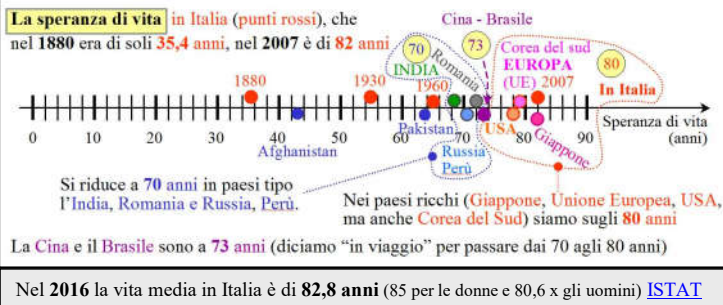 La speranza di vita in Italia (punti rossi), che
nel 1880 era di soli 35,4 anni, nel 2007 è di 82 anni
Cina - Brasile
70
73
80
INDIA
Romania
Corea del sud
EUROPA
(UE)
2007
In Italia
1880
1930
1960
0 10 20 30 40 50 60 70 80 90
Speranza di vita
(anni)
Afghanistan
Pakistan
USA
Giappone
Russia
Perù
Si riduce a 70 anni in paesi tipo
l'India, Romania e Russia, Perù.
Nei paesi ricchi (Giappone, Unione Europea, USA,
ma anche Corea del Sud) siamo sugli 80 anni
La Cina e il Brasile sono a 73 anni (diciamo “in viaggio” per passare dai 70 agli 80 anni)
Nel 2016 la vita media in Italia è di 82,8 anni (85 per le donne e 80,6 x gli uomini) ISTAT